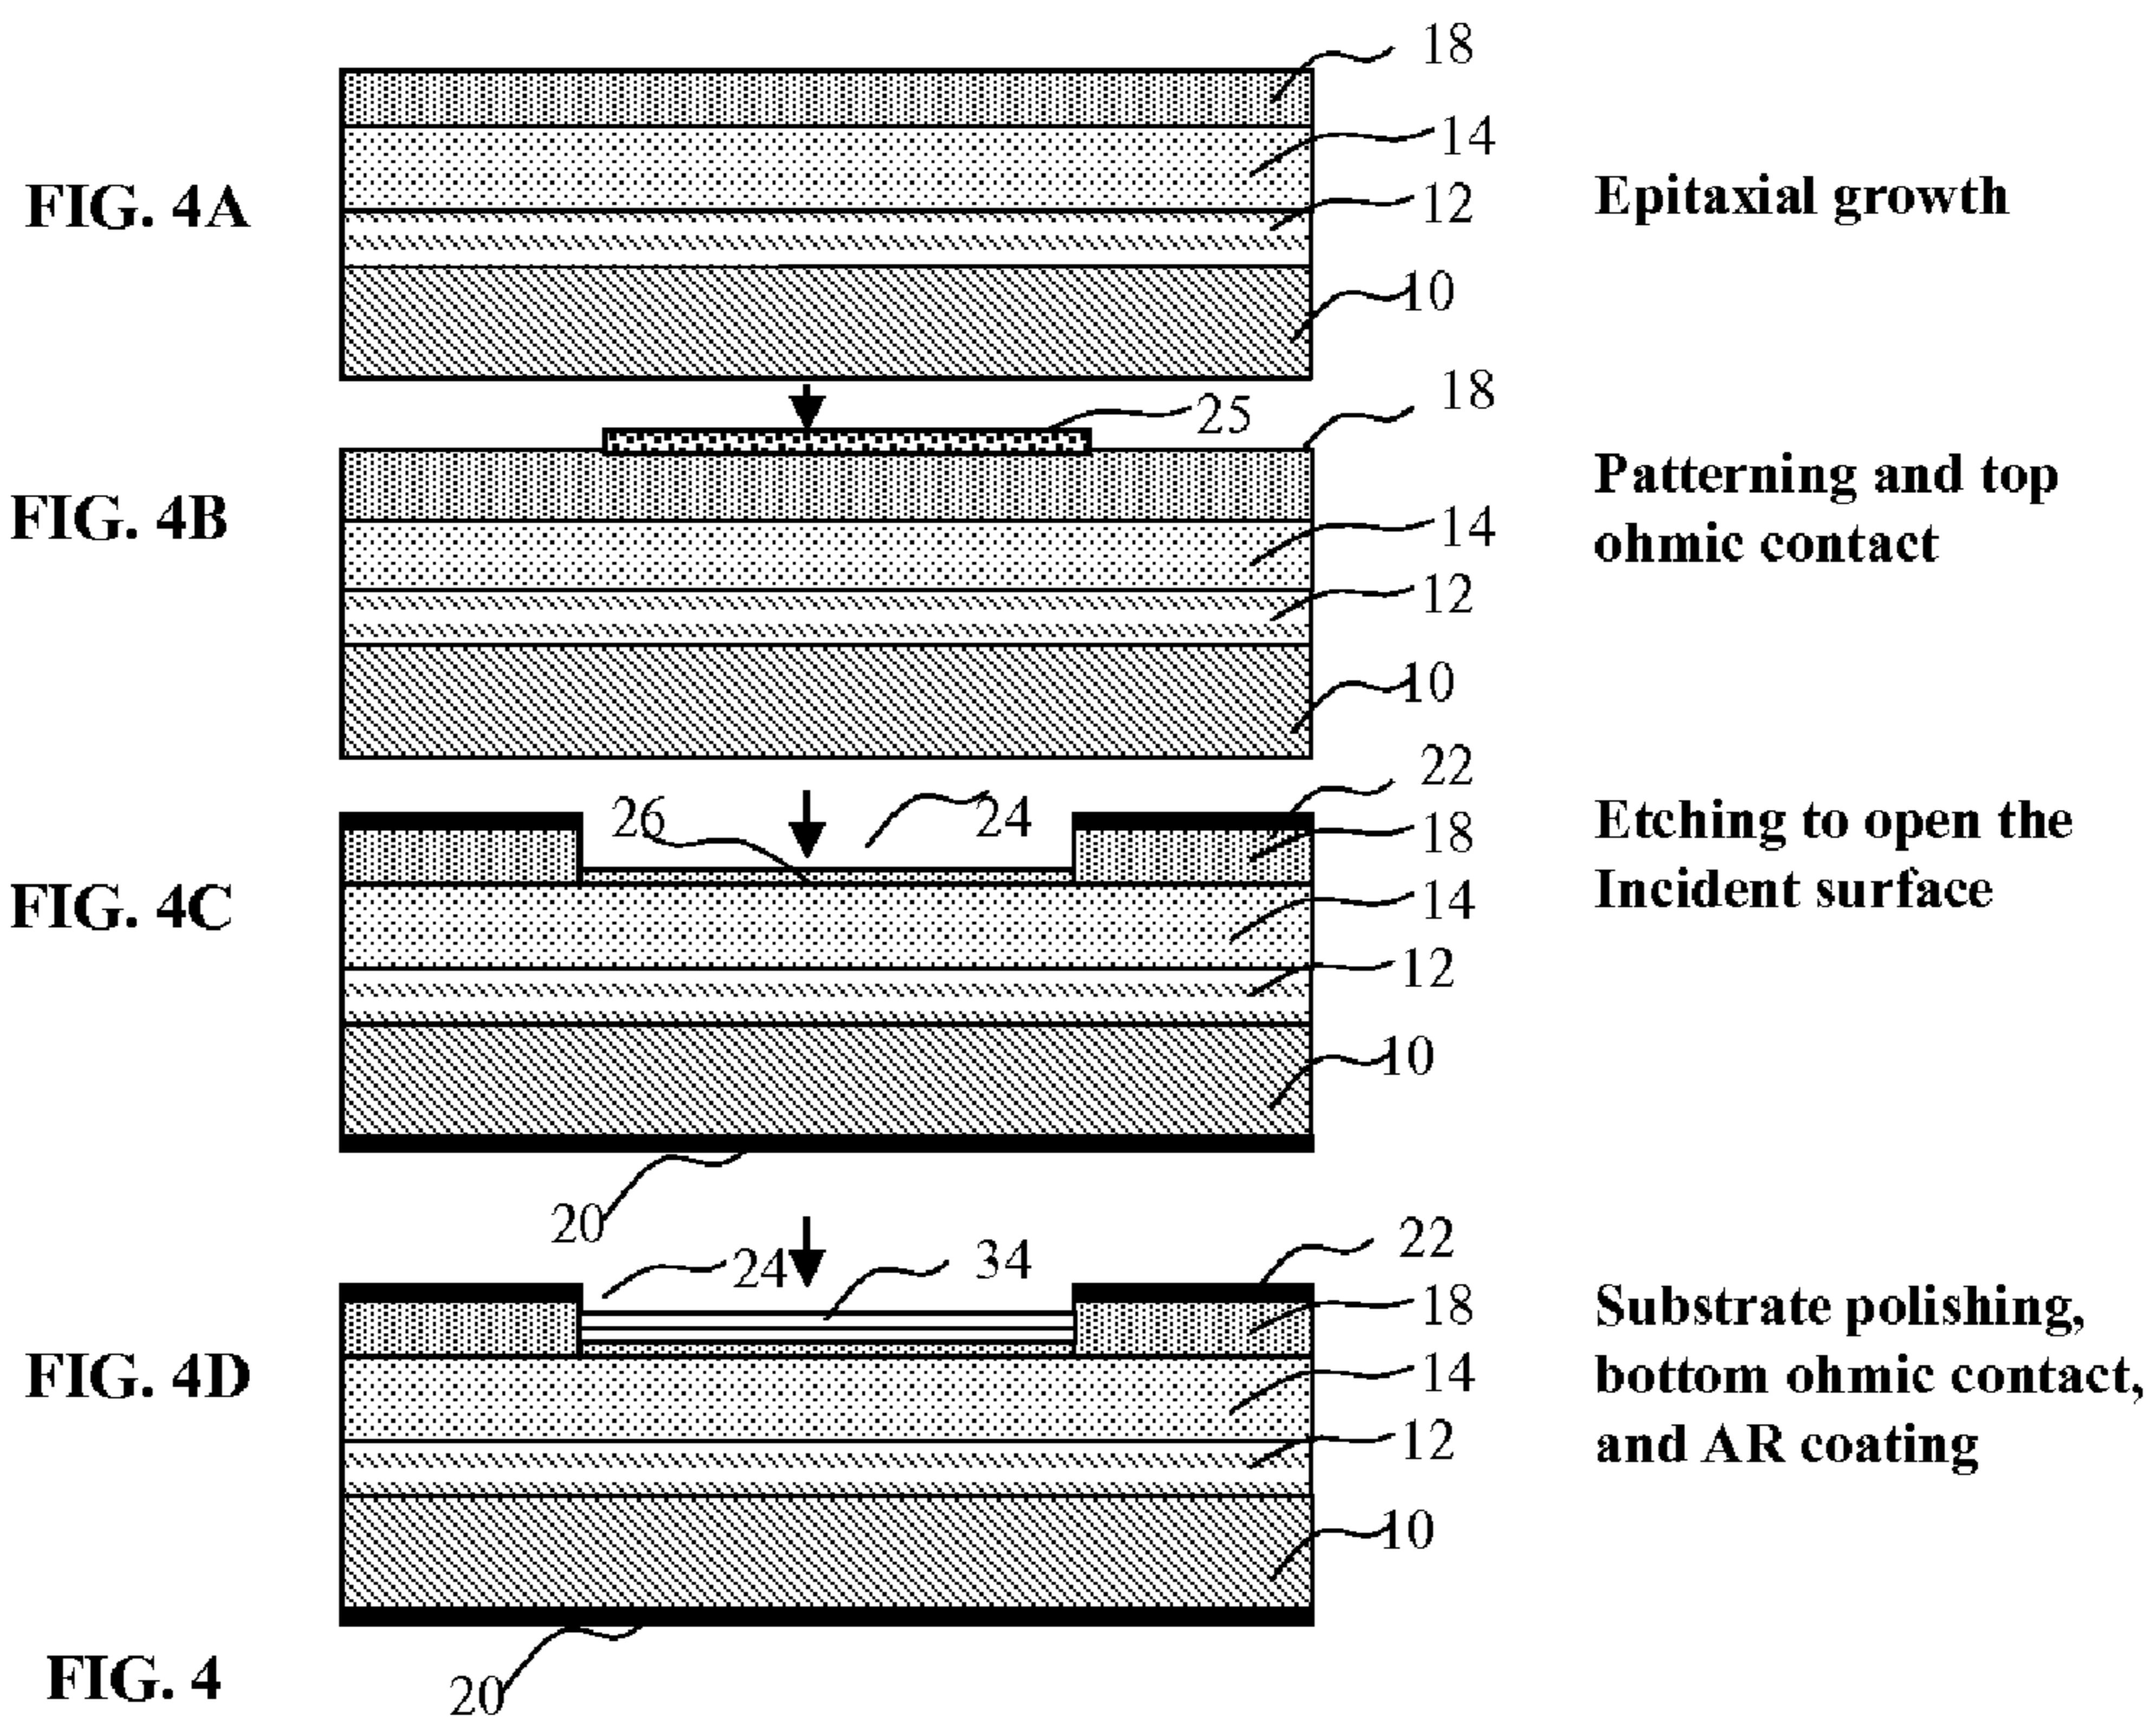 18
14
FIG. 4A
12
Epitaxial growth
10
25
18
FIG. 4B
Patterning and top
ohmic contact
14
12
10
22
26
24
18
Etching to open the
Incident surface
FIG. 4C
14
12
10
20
22
24
34
18
Substrate polishing,
bottom ohmic contact,
and AR coating
FIG. 4D
14
12
10
FIG. 4
20